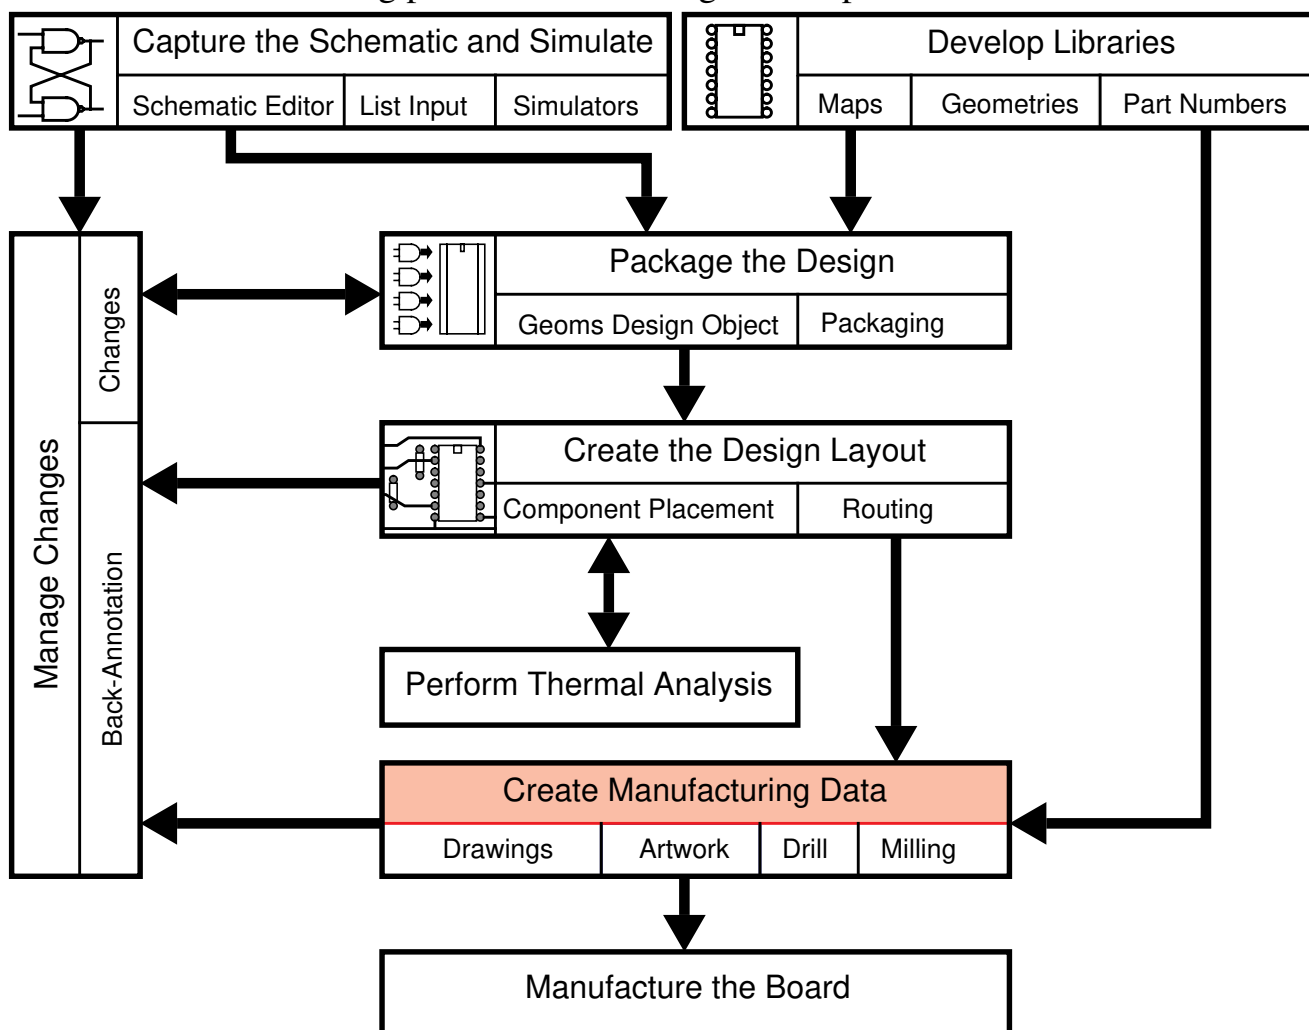 Capture the Schematic and Simulate
Schematic Editor
List Input
Simulators
Develop Libraries
Maps
Geometries
Part Numbers
Manage Changes
Changes
Back-Annotation
Package the Design
Geoms Design Object
Packaging
Create the Design Layout
Component Placement
Routing
Perform Thermal Analysis
Create Manufacturing Data
Drawings
Artwork
Drill
Milling
Manufacture the Board